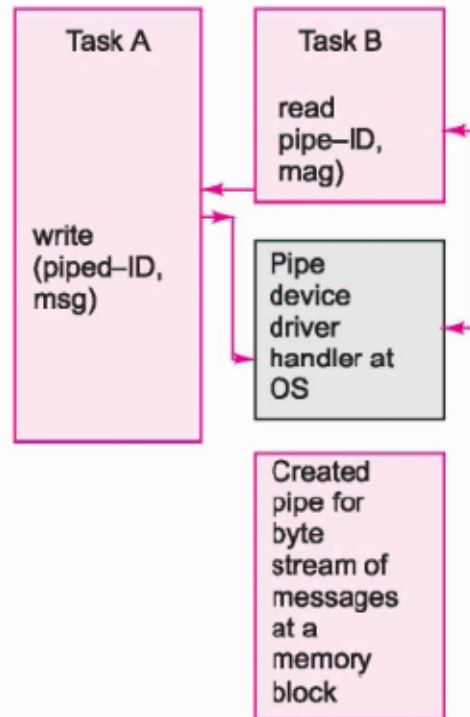 Task A
write
(piped–ID,
msg)
Task B
read
pipe–ID,
mag)
Pipe
device
driver
handler at
OS
Created
pipe for
byte
stream of
messages
at a
memory
block